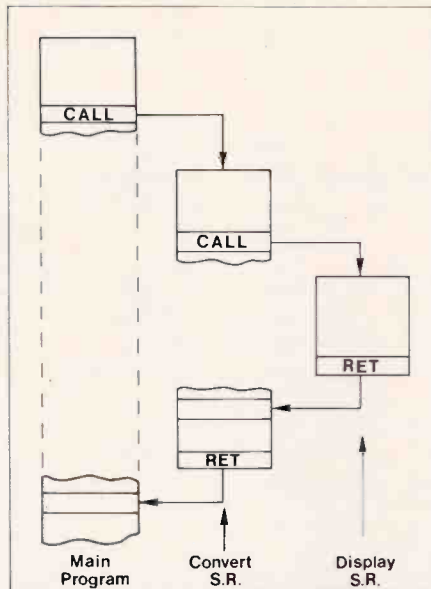 CALL
CALL
RET
RET
Main
Program
Convert
S.R.
Display
S.R.